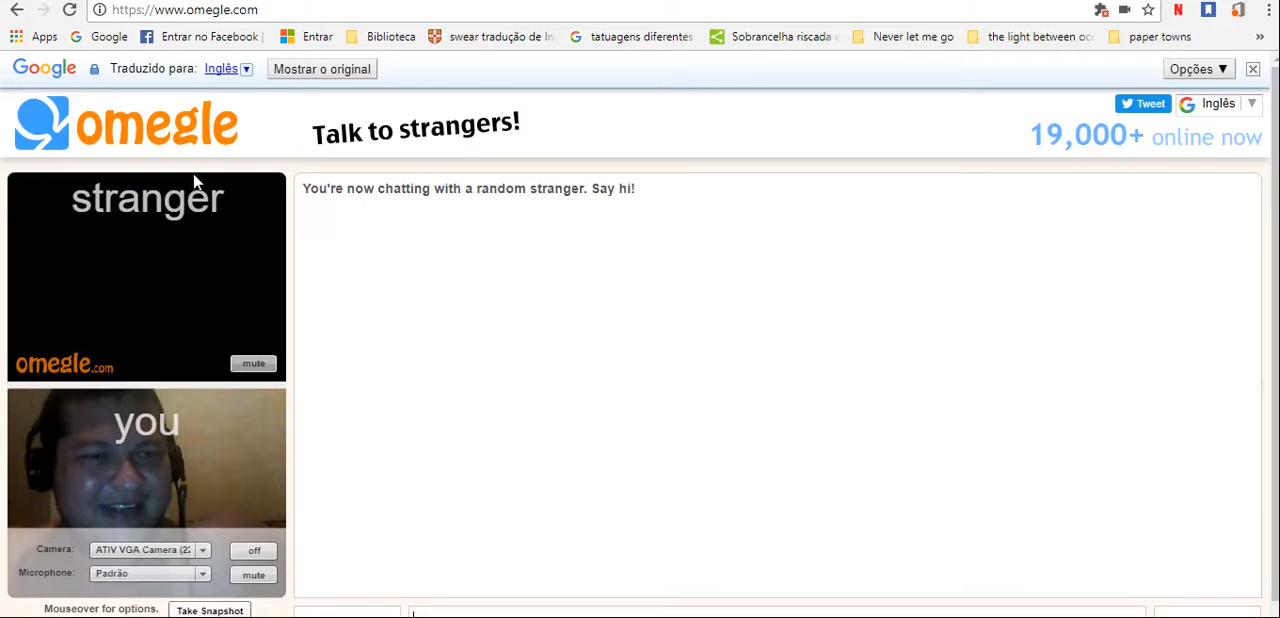 https://www.omegle.com N
Apps Google Entrar no Facebook Entrar Biblioteca swear tradução de In tatuagens diferentes Sobrancelha riscada Never let me go the light between oce paper towns »
Google Traduzido para: Inglês Mostrar o original Opções ▼
omegle Talk to strangers! Tweet Inglês
19,000+ online now
stranger
You're now chatting with a random stranger. Say hi!
omegle.com mute
you
Camera: ATIV VGA Camera (22 off
Microphone: Padrão mute
Mouseover for options. Take Snapshot